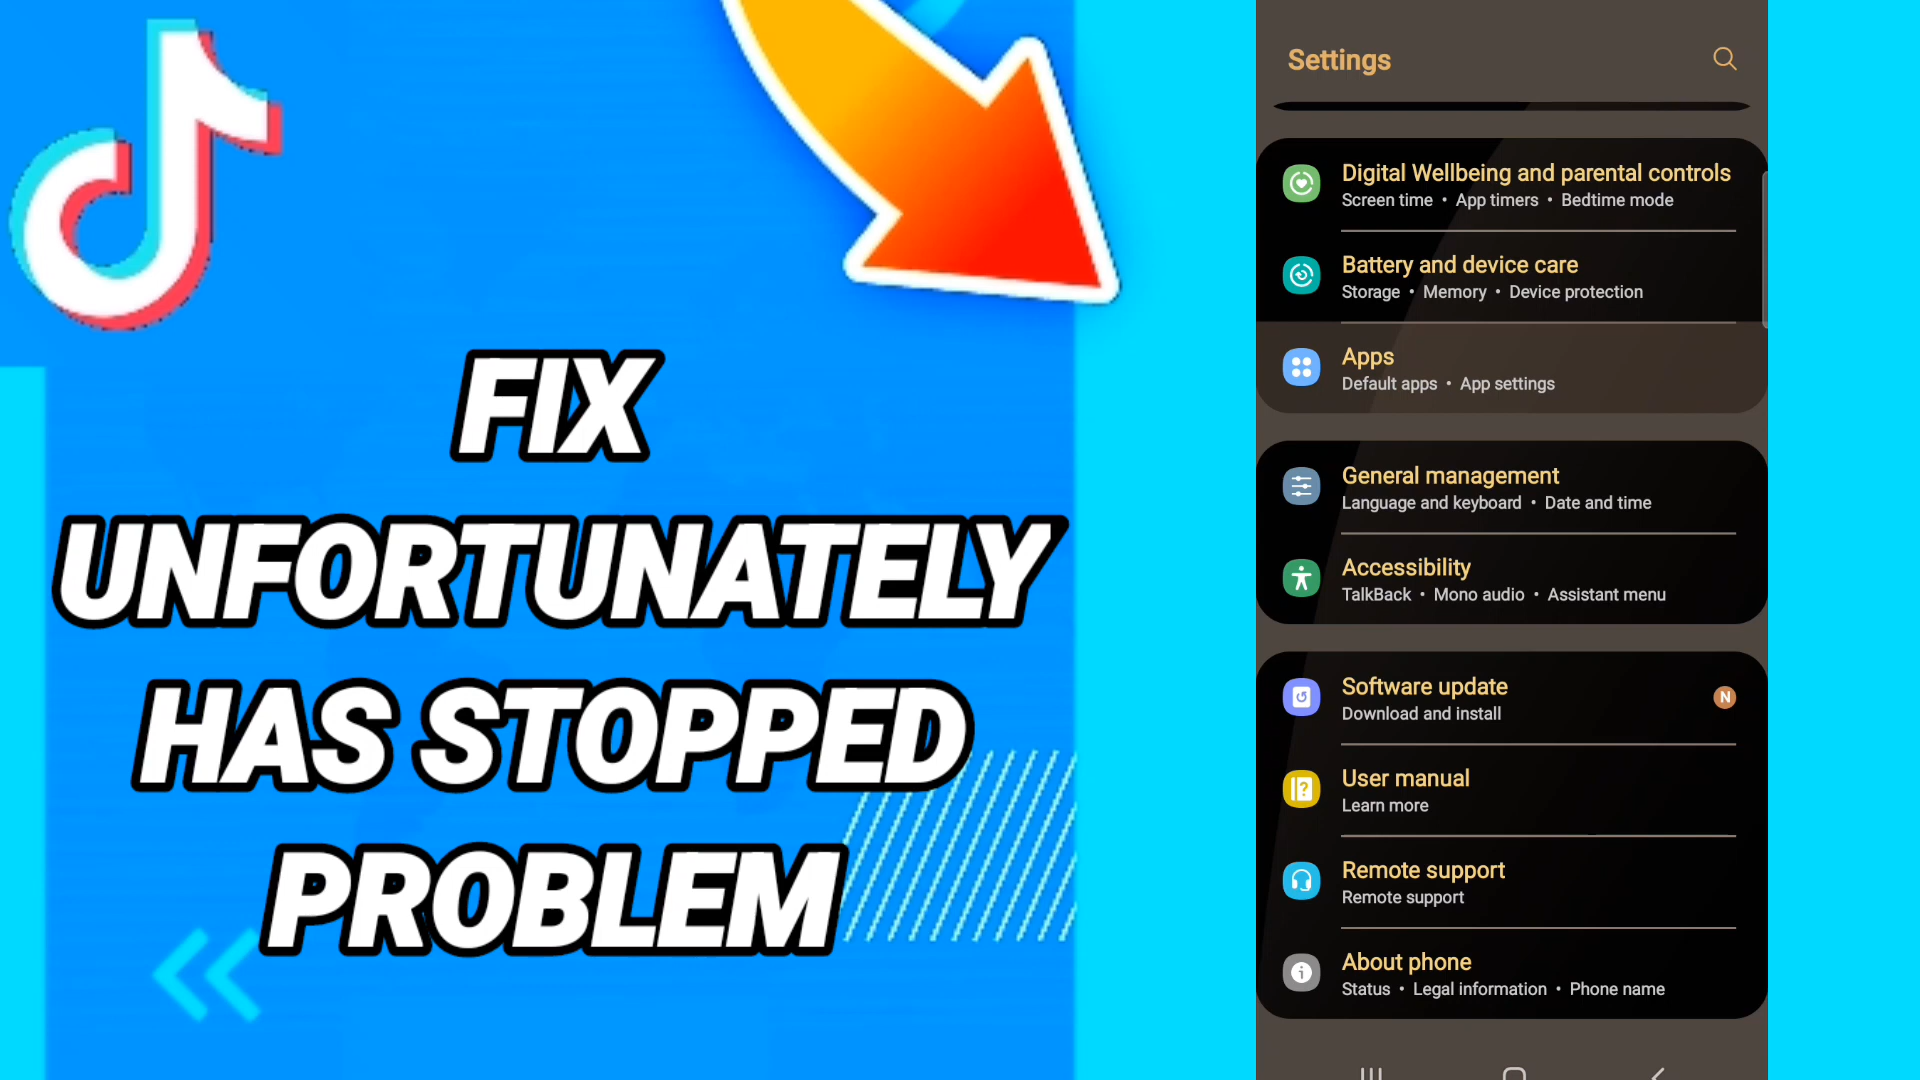 FIX
UNFORTUNATELY
HAS STOPPED
PROBLEM
Settings
Digital Wellbeing and parental controls
Screen time • App timers • Bedtime mode
Battery and device care
Storage • Memory • Device protection
Apps
Default apps • App settings
General management
Language and keyboard • Date and time
Accessibility
TalkBack • Mono audio • Assistant menu
Software update
N
Download and install
User manual
Learn more
Remote support
Remote support
About phone
Status • Legal information • Phone name